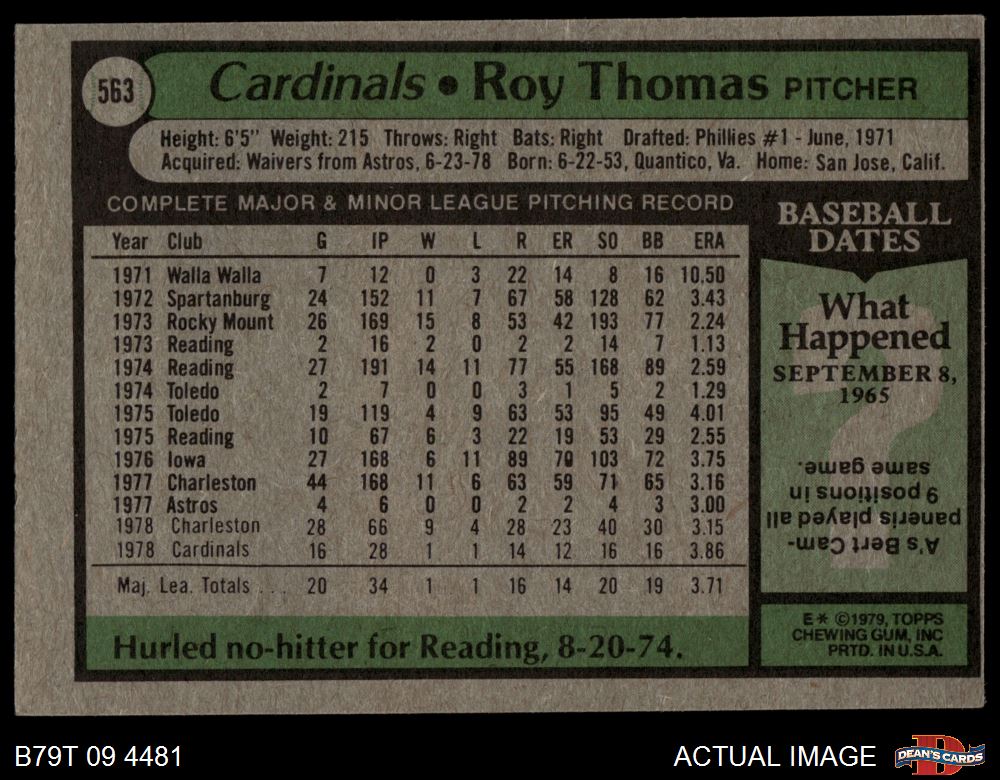 563 Cardinals • Roy Thomas PITCHER
Height: 6'5" Weight: 215 Throws: Right Bats: Right Drafted: Phillies #1 - June, 1971
Acquired: Waivers from Astros, 6-23-78 Born: 6-22-53, Quantico, Va. Home: San Jose, Calif.
COMPLETE MAJOR & MINOR LEAGUE PITCHING RECORD
Year Club G IP W L R ER SO BB ERA
1971 Walla Walla 7 12 0 3 22 14 8 16 10.50
1972 Spartanburg 24 152 11 7 67 58 128 62 3.43
1973 Rocky Mount 26 169 15 8 53 42 193 77 2.24
1973 Reading 2 16 2 0 2 2 14 7 1.13
1974 Reading 27 191 14 11 77 55 168 89 2.59
1974 Toledo 2 7 0 0 3 1 5 2 1.29
1975 Toledo 19 119 4 9 63 53 95 49 4.01
1975 Reading 10 67 6 3 22 19 53 29 2.55
1976 Iowa 27 168 6 11 89 70 103 72 3.75
1977 Charleston 44 168 11 6 63 59 71 65 3.16
1977 Astros 4 6 0 0 2 2 4 3 3.00
1978 Charleston 28 66 9 4 28 23 40 30 3.15
1978 Cardinals 16 28 1 1 14 12 16 16 3.86
Maj. Lea. Totals . . . 20 34 1 1 16 14 20 19 3.71
Hurled no-hitter for Reading, 8-20-74.
BASEBALL
DATES
What
Happened
SEPTEMBER 8,
1965
A's Bert Cam-
paneris played all
9 positions in
same game.
E* ©1979, TOPPS
CHEWING GUM, INC
PRTD. IN U.S.A.
B79T 09 4481
ACTUAL IMAGE
DEAN'S CARDS